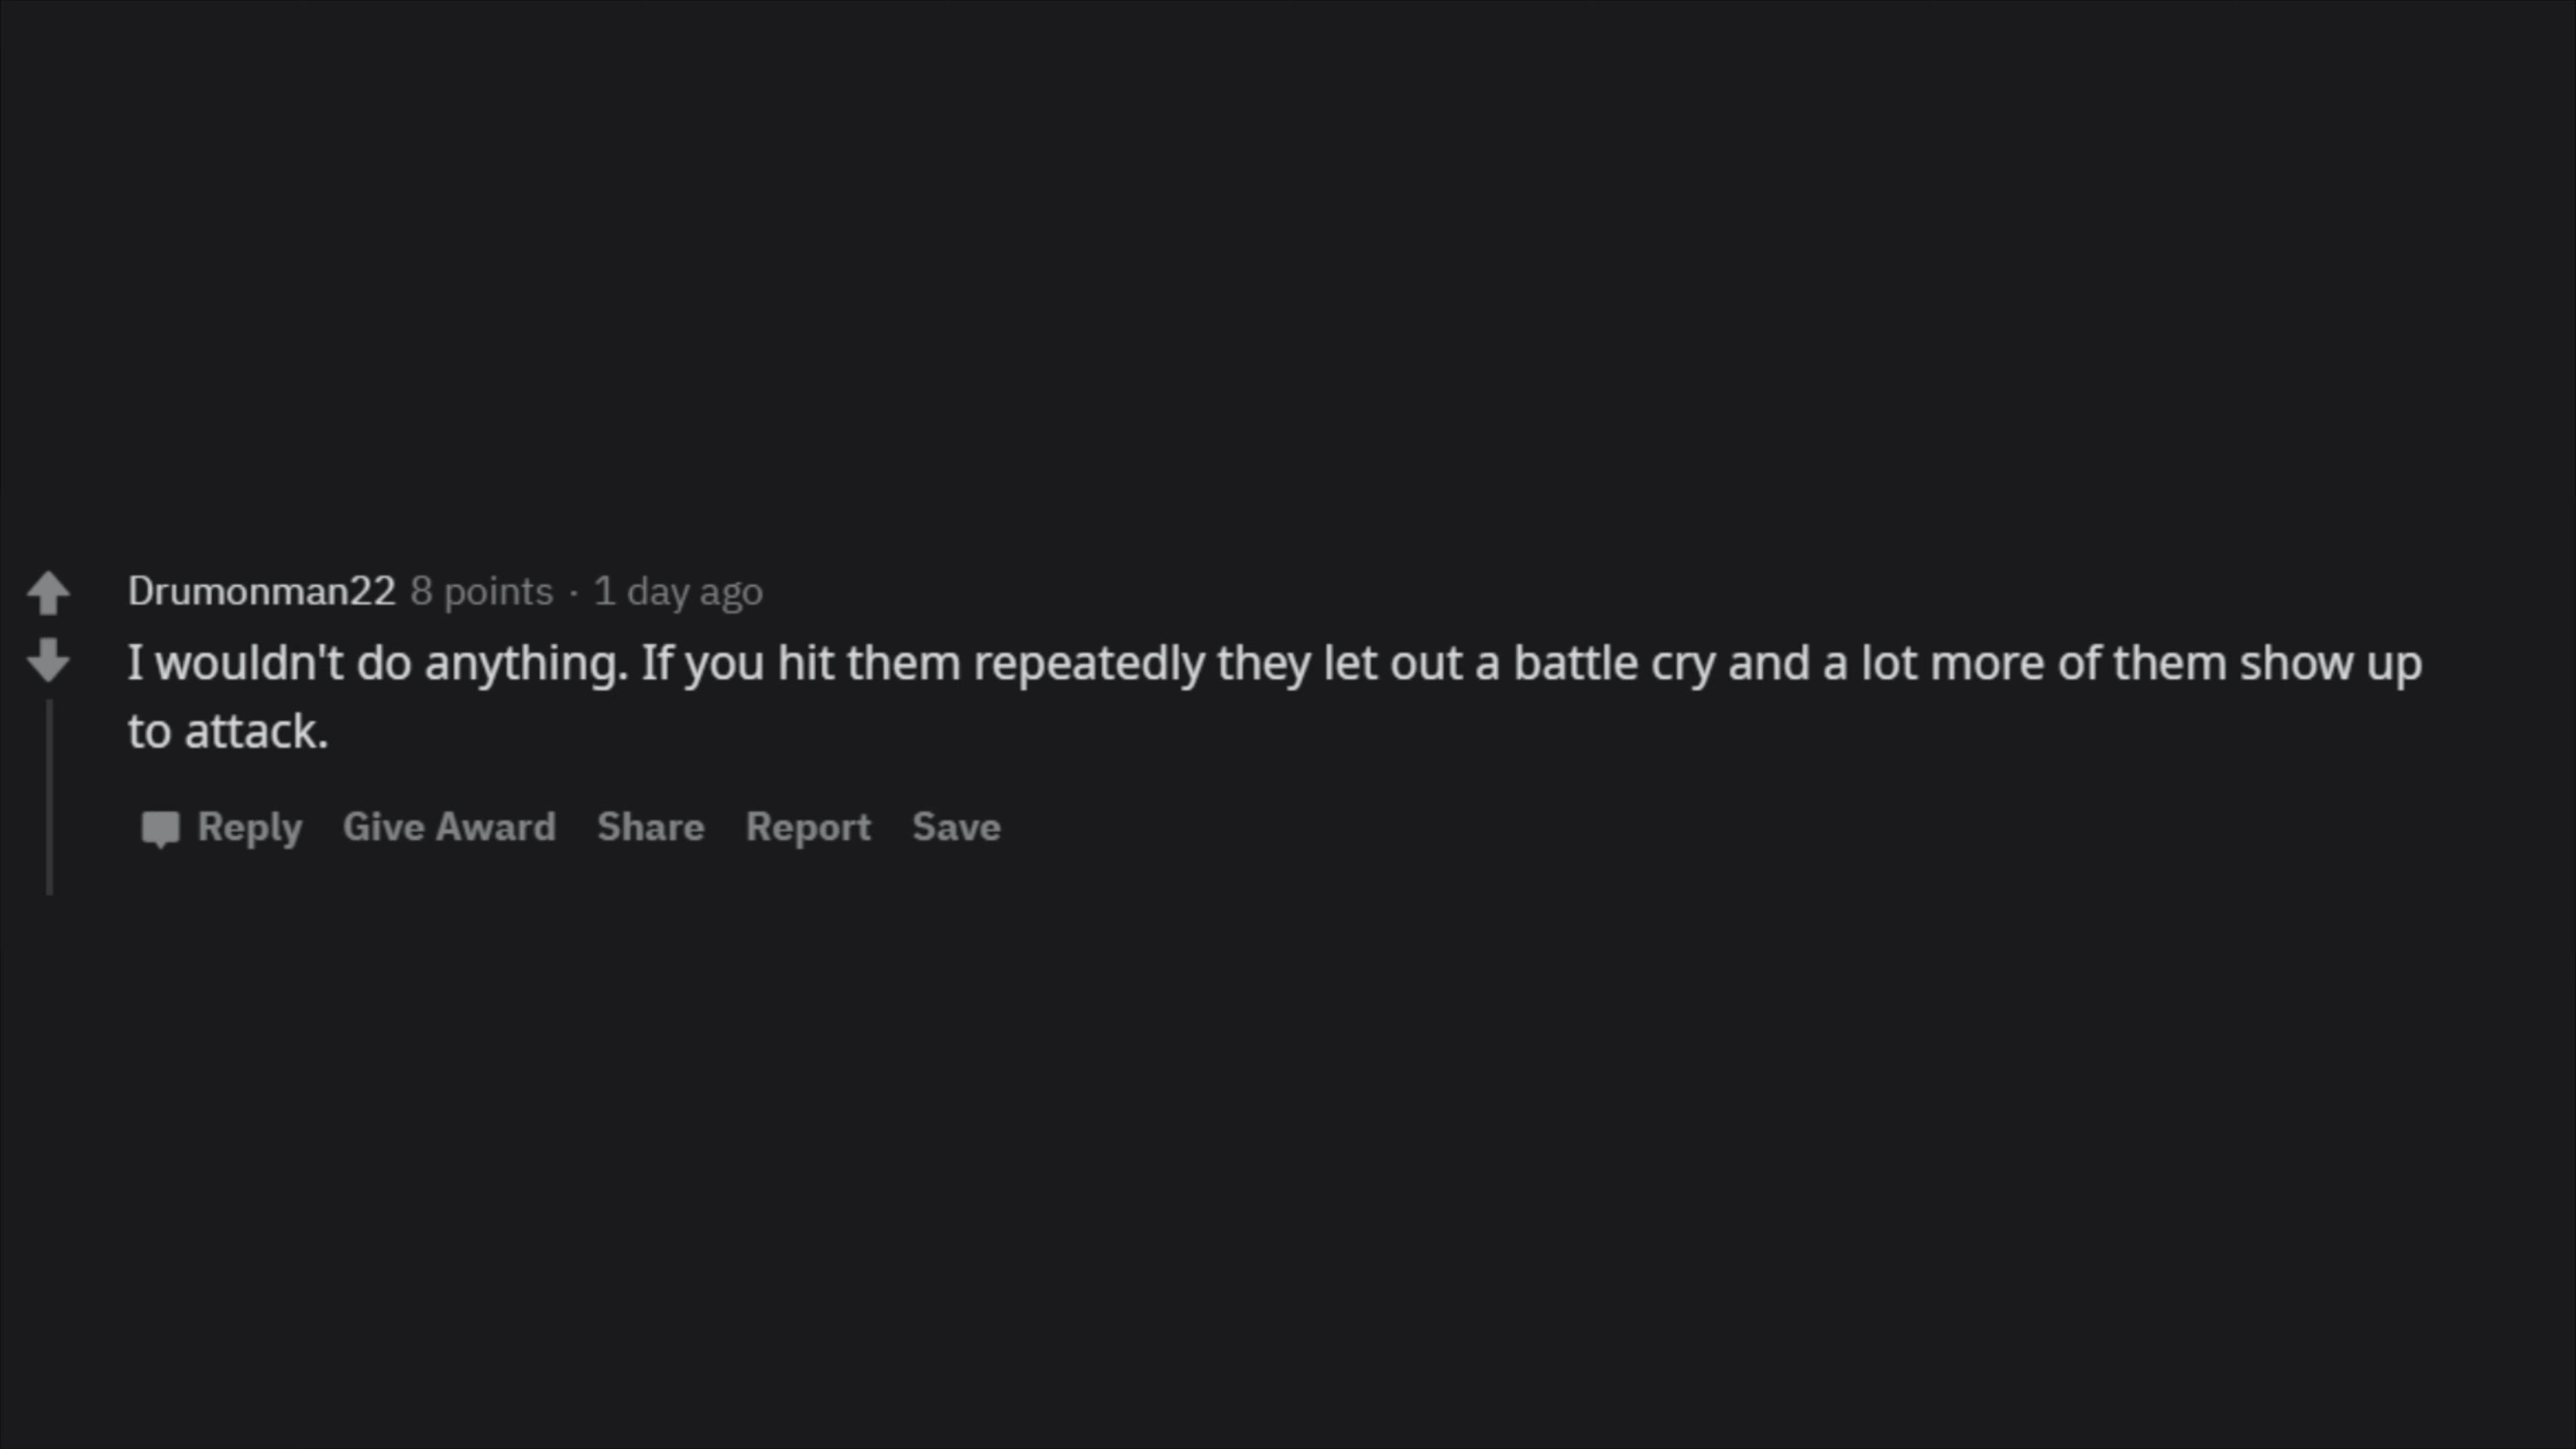 Drumonman22 8 points · 1 day ago
I wouldn't do anything. If you hit them repeatedly they let out a battle cry and a lot more of them show up
to attack.
Reply Give Award Share Report Save